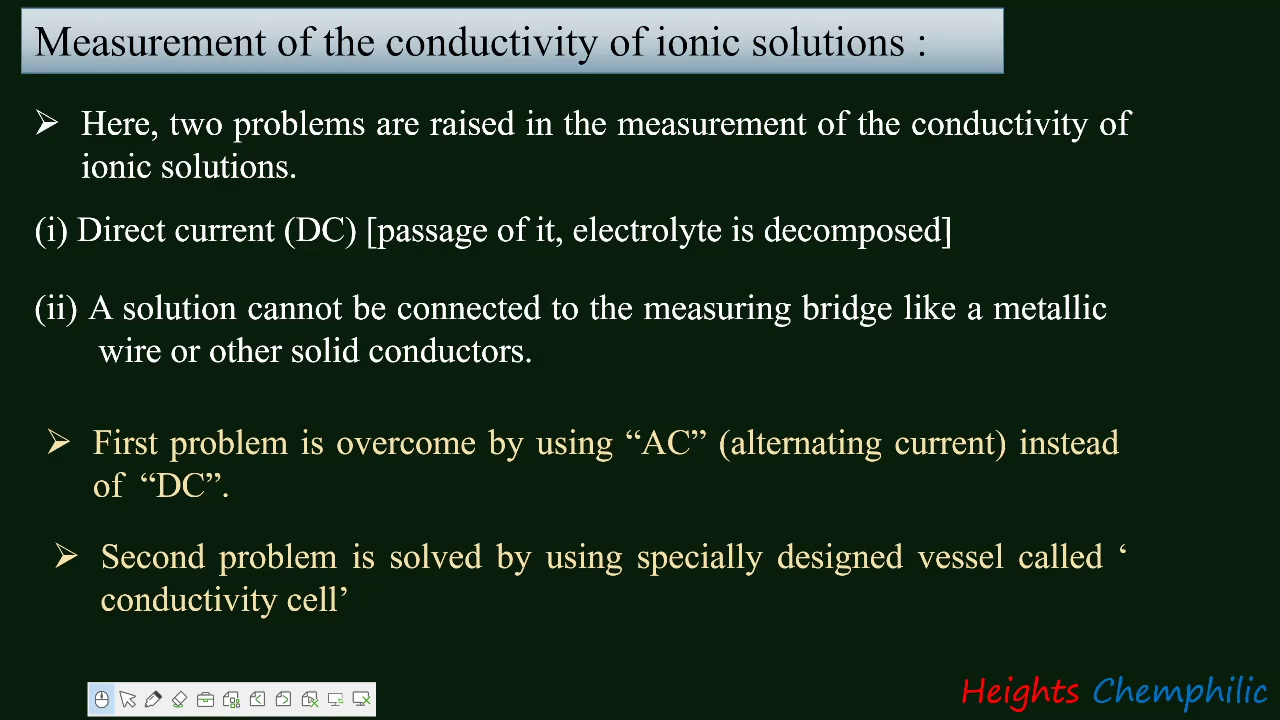 Measurement of the conductivity of ionic solutions :
➢ Here, two problems are raised in the measurement of the conductivity of
ionic solutions.
(i) Direct current (DC) [passage of it, electrolyte is decomposed]
(ii) A solution cannot be connected to the measuring bridge like a metallic
wire or other solid conductors.
➢ First problem is overcome by using “AC” (alternating current) instead
of “DC”.
➢ Second problem is solved by using specially designed vessel called ‘
conductivity cell’
Heights Chemphilic